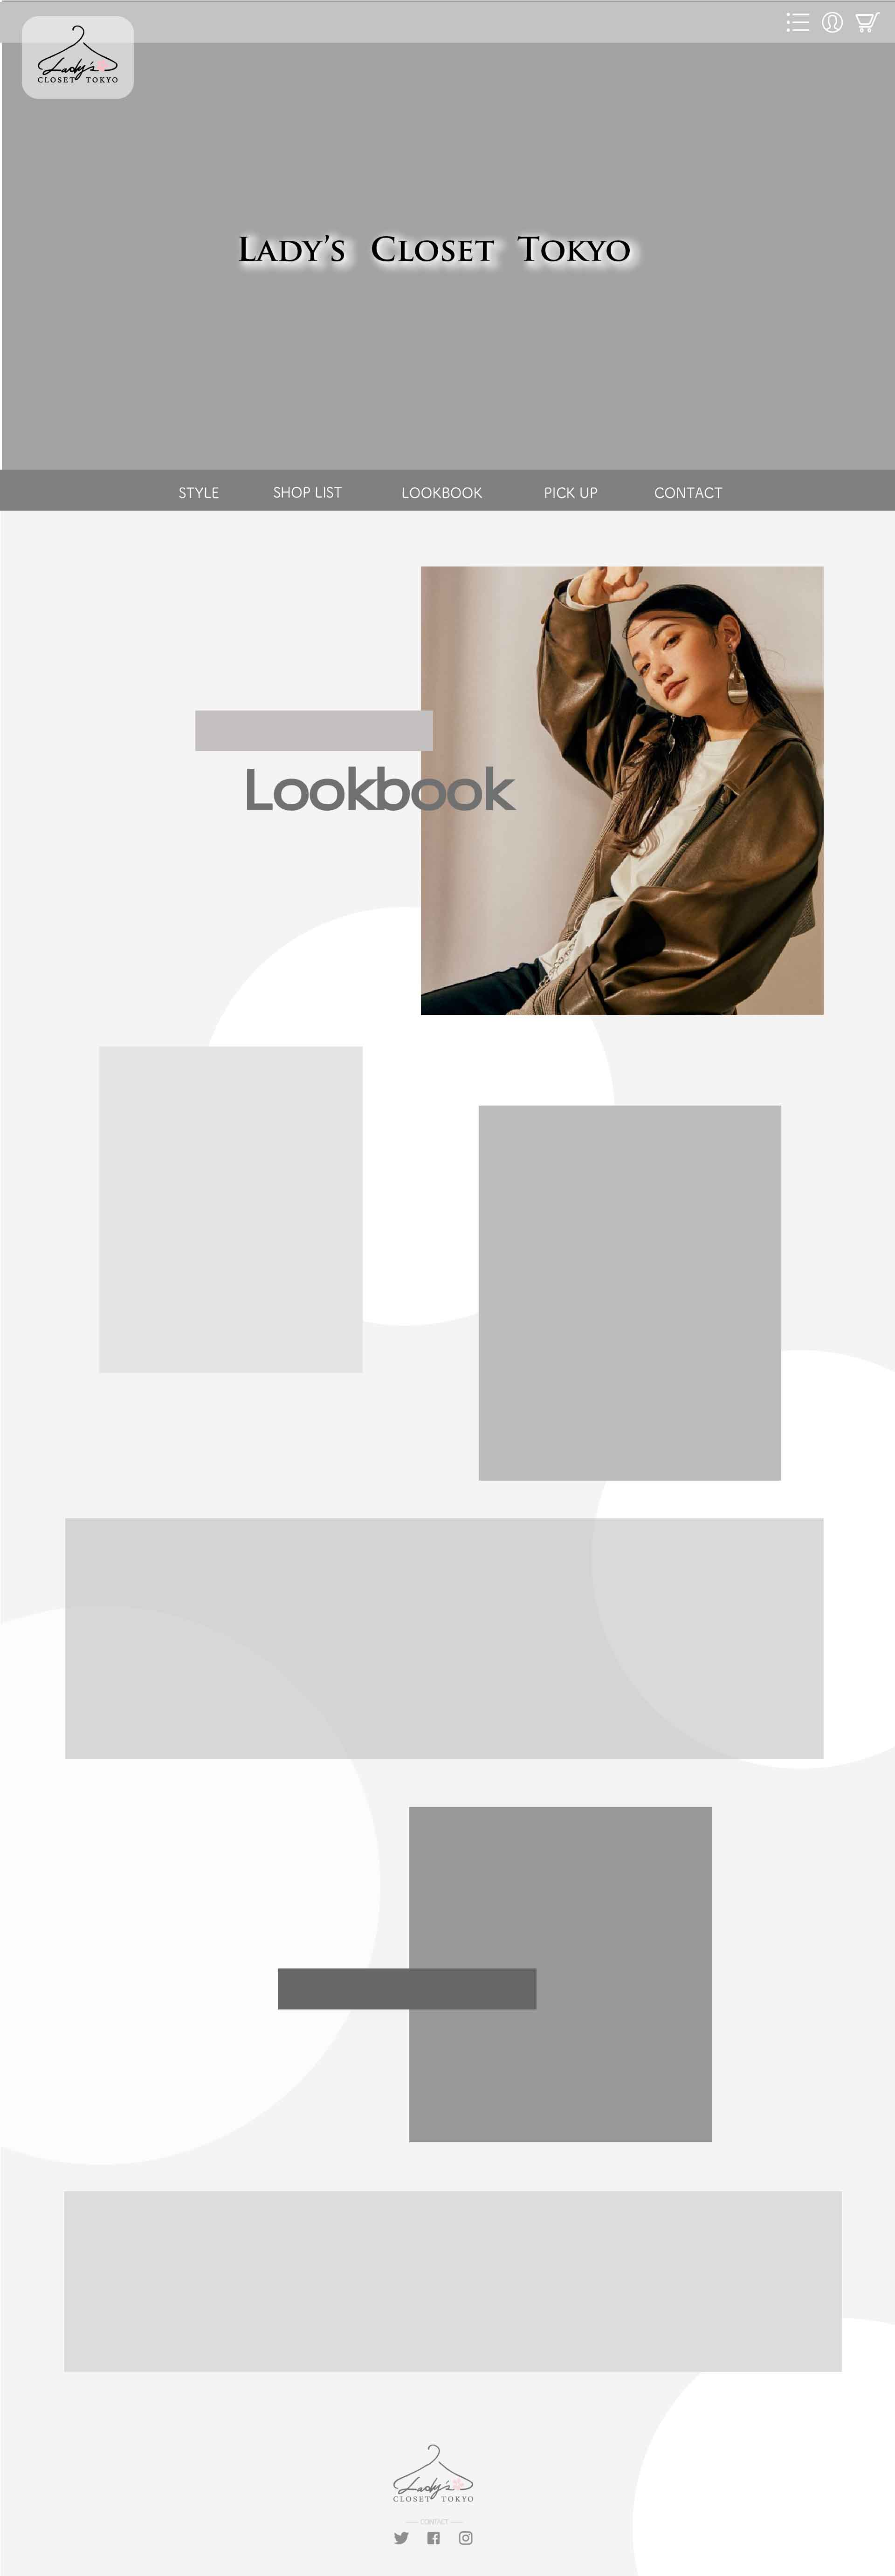 Lady's
CLOSET TOKYO
LADY'S CLOSET TOKYO
STYLE SHOP LIST LOOKBOOK PICK UP CONTACT
Lookbook
Lady's
CLOSET TOKYO
CONTACT